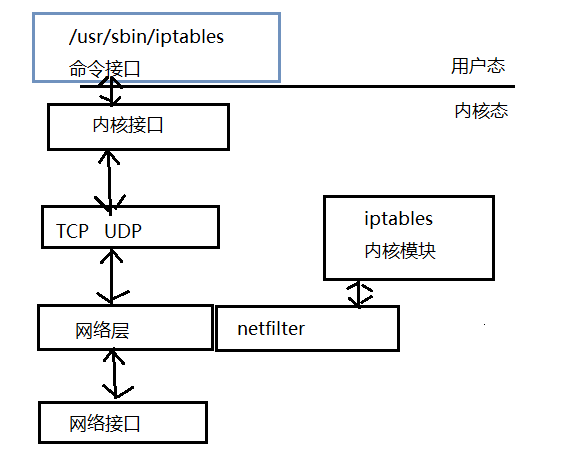 /usr/sbin/iptables
命令接口
用户态
内核态
内核接口
TCP UDP
iptables
内核模块
网络层
netfilter
网络接口